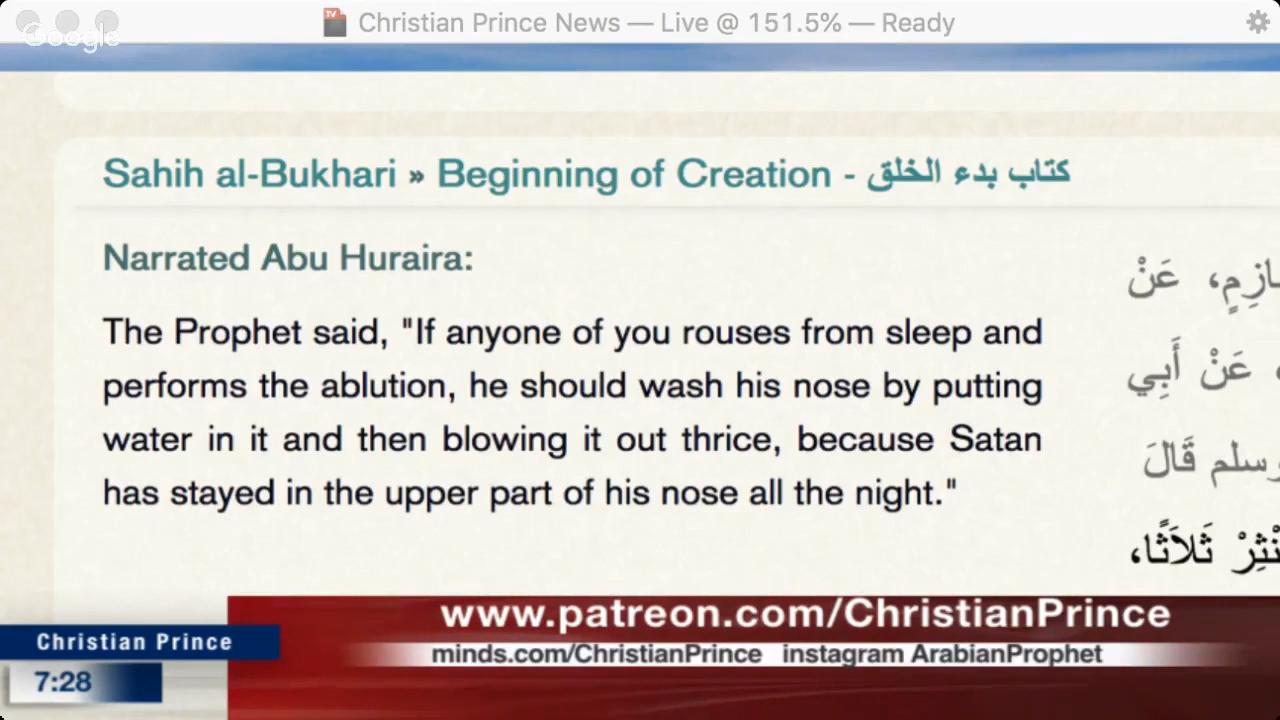 Christian Prince News — Live @ 151.5% — Ready
Google
Sahih al-Bukhari » Beginning of Creation - كتاب بدء الخلق
Narrated Abu Huraira:
The Prophet said, "If anyone of you rouses from sleep and
performs the ablution, he should wash his nose by putting
water in it and then blowing it out thrice, because Satan
has stayed in the upper part of his nose all the night."
عَنْ
عَنْ أَبِي
وسلم قَالَ
ثَلاَثًا،
www.patreon.com/ChristianPrince
minds.com/ChristianPrince instagram ArabianProphet
Christian Prince
7:28